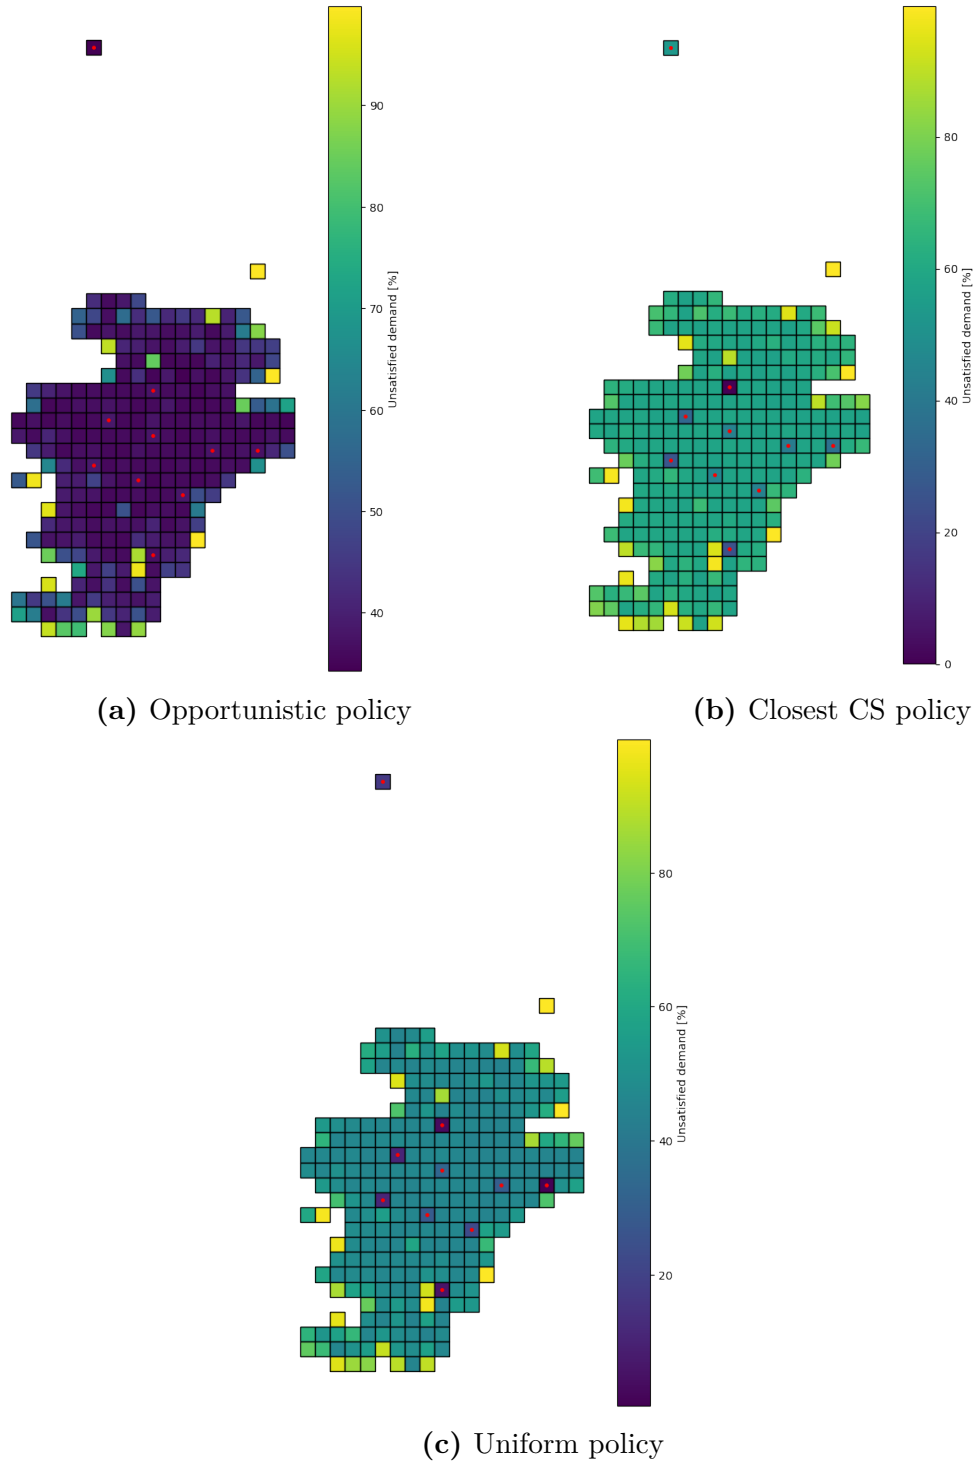 90
80
70
60
50
40
Unsatisfied demand [%]
80
60
40
20
0
Unsatisfied demand [%]
(a) Opportunistic policy
(b) Closest CS policy
80
60
40
20
Unsatisfied demand [%]
(c) Uniform policy